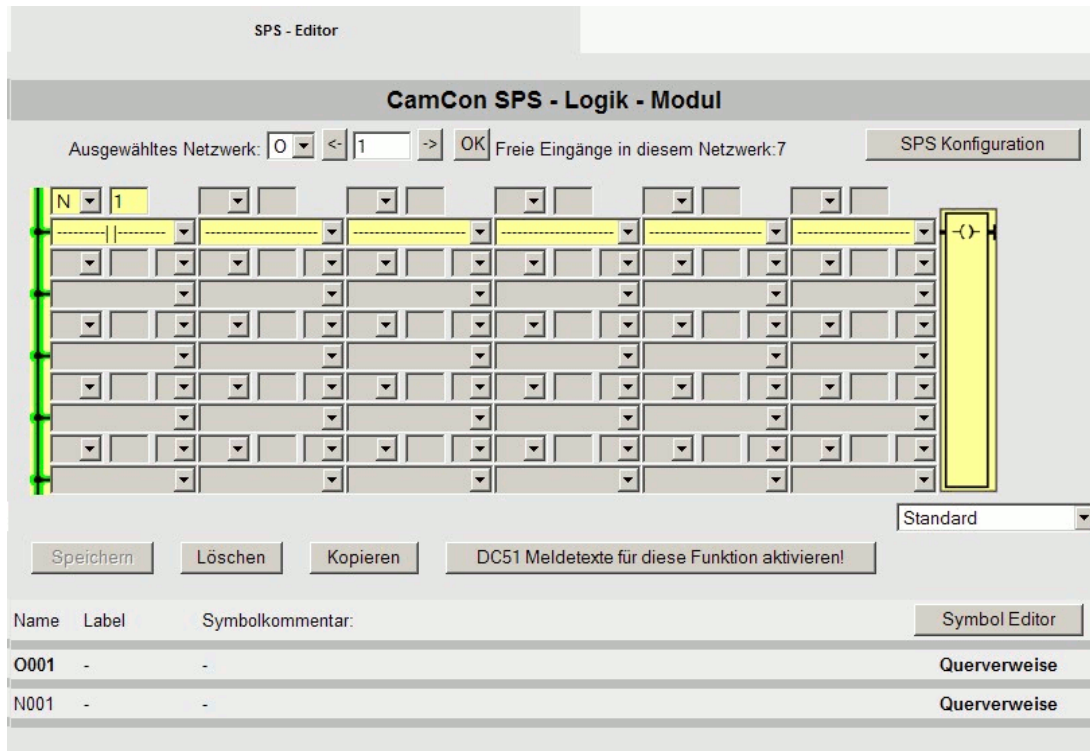 SPS - Editor
CamCon SPS - Logik - Modul
Ausgewähltes Netzwerk: O <- 1 -> OK Freie Eingänge in diesem Netzwerk:7 SPS Konfiguration
N 1
Standard
Speichern Löschen Kopieren DC51 Meldetexte für diese Funktion aktivieren!
Name Label Symbolkommentar: Symbol Editor
O001 - - Querverweise
N001 - - Querverweise